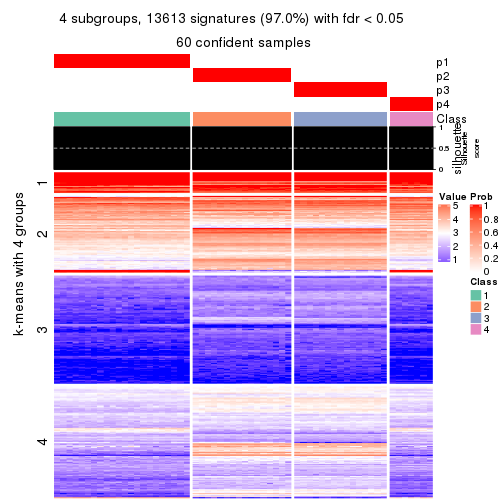 4 subgroups, 13613 signatures (97.0%) with fdr < 0.05
60 confident samples
p1
p2
p3
p4
Class
1
0.5
0
silhouette
Silhouette
score
k-means with 4 groups
1
2
3
4
Value
5
4
3
2
1
Prob
1
0.8
0.6
0.4
0.2
0
Class
1
2
3
4